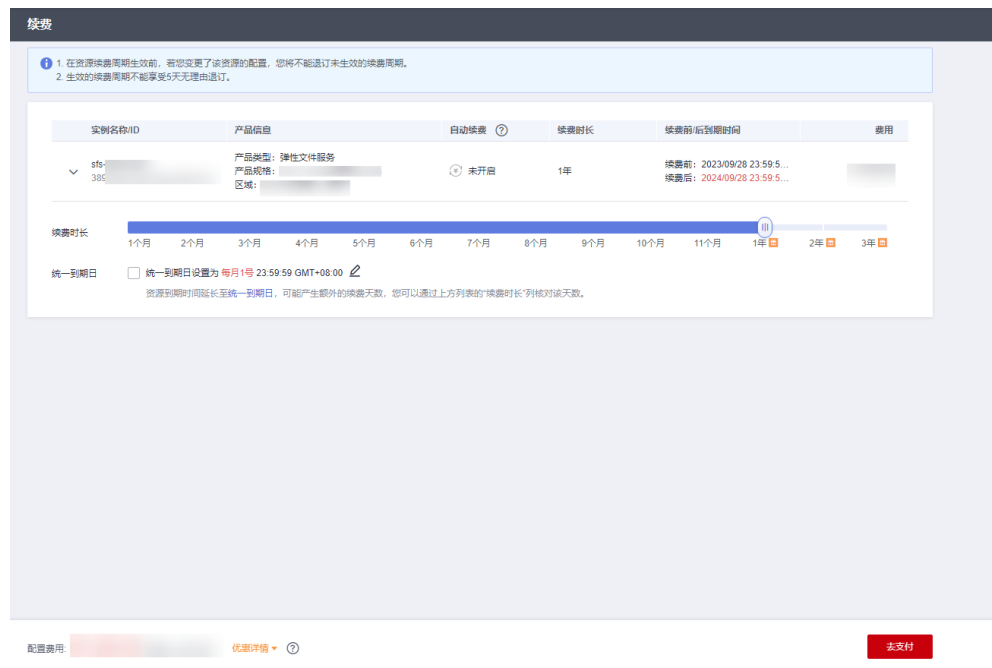 续费
1. 在资源续费周期生效前，若您变更了该资源的配置，您将不能退订未生效的续费周期。
2. 生效的续费周期不能享受5天无理由退订。
实例名称/ID 产品信息 自动续费 续费时长 续费前/后到期时间 费用
sfs- 产品类型：弹性文件服务 未开启 1年 续费前：2023/09/28 23:59:5...
389 产品规格： 续费后：2024/09/28 23:59:5...
区域：
续费时长
1个月 2个月 3个月 4个月 5个月 6个月 7个月 8个月 9个月 10个月 11个月 1年 2年 3年
统一到期日 统一到期日设置为 每月1号 23:59:59 GMT+08:00
资源到期时间延长至统一到期日，可能产生额外的续费天数，您可以通过上方列表的“续费时长”列核对该天数。
配置费用: 优惠详情 去支付